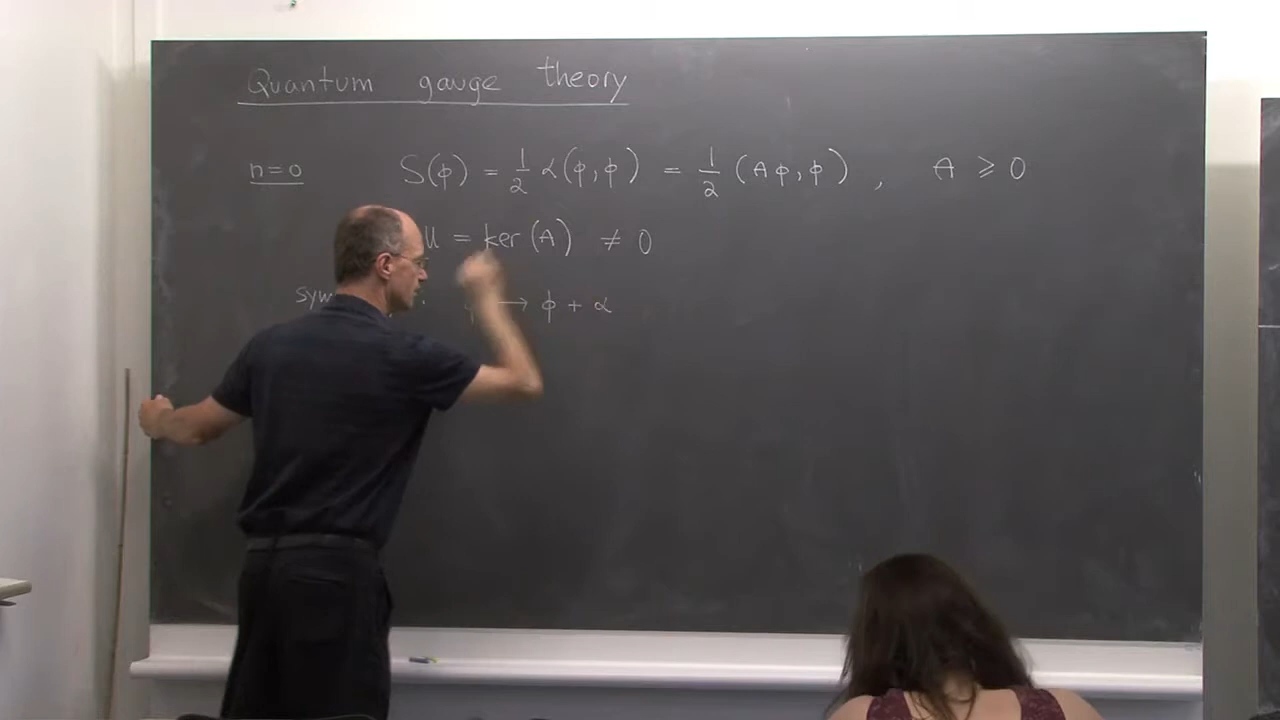 Quantum gauge theory
n=0 S(ϕ) = 1/2 α(ϕ,ϕ) = 1/2 (Aϕ,ϕ) , A ⩾ 0
= ker(A) ≠ 0
→ ϕ + α